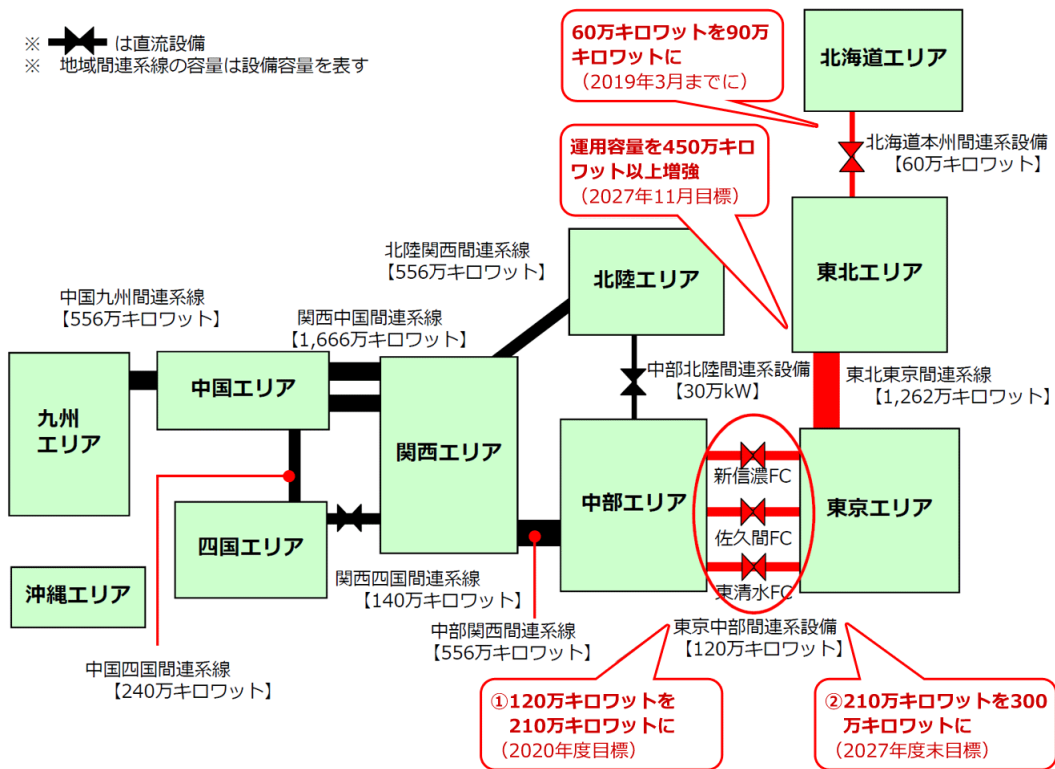 ※ は直流設備
※ 地域間連系線の容量は設備容量を表す
60万キロワットを90万
キロワットに
（2019年3月までに）
北海道エリア
北海道本州間連系設備
【60万キロワット】
運用容量を450万キロ
ワット以上増強
（2027年11月目標）
東北エリア
北陸関西間連系線
【556万キロワット】
北陸エリア
中国九州間連系線
【556万キロワット】
関西中国間連系線
【1,666万キロワット】
中部北陸間連系設備
【30万kW】
東北東京間連系線
【1,262万キロワット】
九州
エリア
中国エリア
関西エリア
中部エリア
新信濃FC
佐久間FC
東清水FC
東京エリア
四国エリア
沖縄エリア
関西四国間連系線
【140万キロワット】
中部関西間連系線
【556万キロワット】
東京中部間連系設備
【120万キロワット】
中国四国間連系線
【240万キロワット】
①120万キロワットを
210万キロワットに
（2020年度目標）
②210万キロワットを300
万キロワットに
（2027年度末目標）